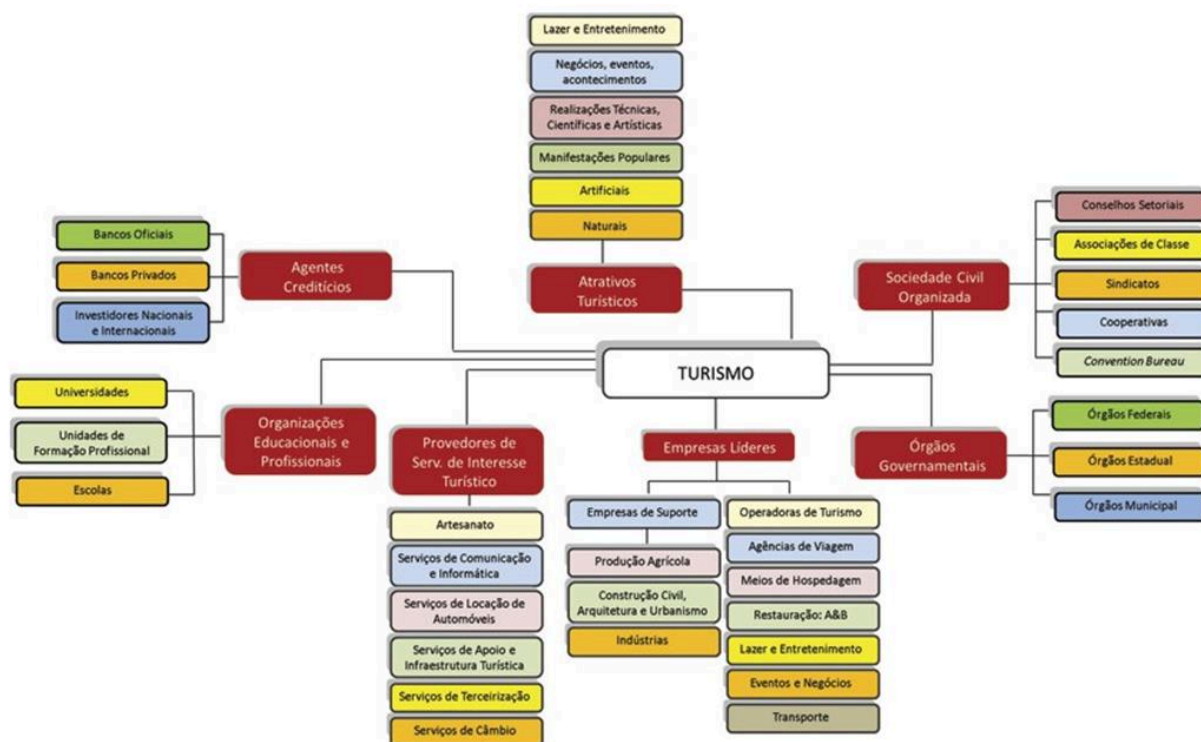 Lazer e Entretenimento
Negócios, eventos,
acontecimentos
Realizações Técnicas,
Científicas e Artísticas
Manifestações Populares
Artificiais
Naturais
Atrativos
Turísticos
Bancos Oficiais
Bancos Privados
Investidores Nacionais
e Internacionais
Agentes
Creditícios
Sociedade Civil
Organizada
Conselhos Setoriais
Associações de Classe
Sindicatos
Cooperativas
Convention Bureau
TURISMO
Universidades
Unidades de
Formação Profissional
Escolas
Organizações
Educacionais e
Profissionais
Provedores de
Serv. de Interesse
Turístico
Artesanato
Serviços de Comunicação
e Informática
Serviços de Locação de
Automóveis
Serviços de Apoio e
Infraestrutura Turística
Serviços de Terceirização
Serviços de Câmbio
Empresas Líderes
Empresas de Suporte
Produção Agrícola
Construção Civil,
Arquitetura e Urbanismo
Indústrias
Operadoras de Turismo
Agências de Viagem
Meios de Hospedagem
Restauração: A&B
Lazer e Entretenimento
Eventos e Negócios
Transporte
Órgãos
Governamentais
Órgãos Federais
Órgãos Estadual
Órgãos Municipal